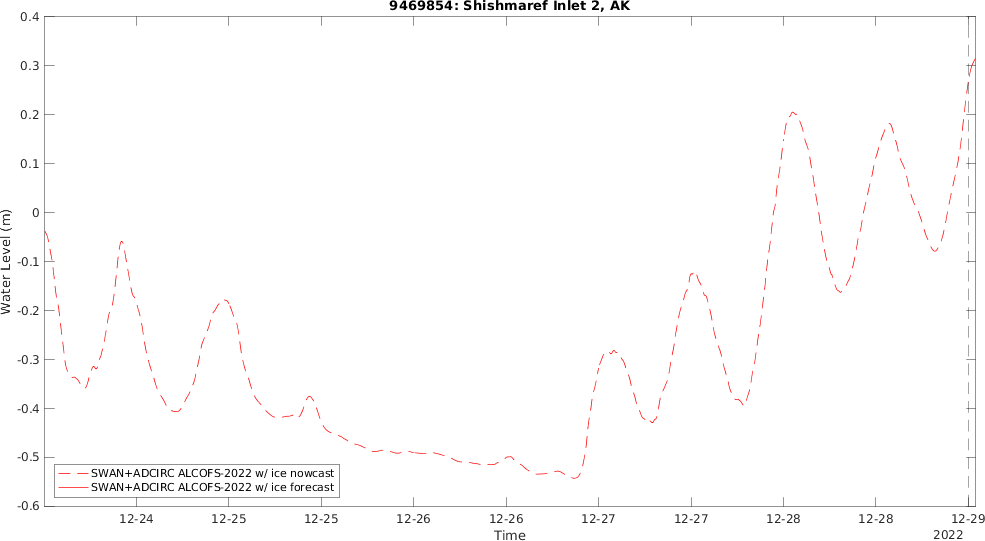 9469854: Shishmaref Inlet 2, AK
0.4
0.3
0.2
0.1
0
-0.1
-0.2
-0.3
-0.4
-0.5
-0.6
Water Level (m)
SWAN+ADCIRC ALCOFS-2022 w/ ice nowcast
SWAN+ADCIRC ALCOFS-2022 w/ ice forecast
12-24 12-25 12-25 12-26 12-26 12-27 12-27 12-28 12-28 12-29
Time
2022